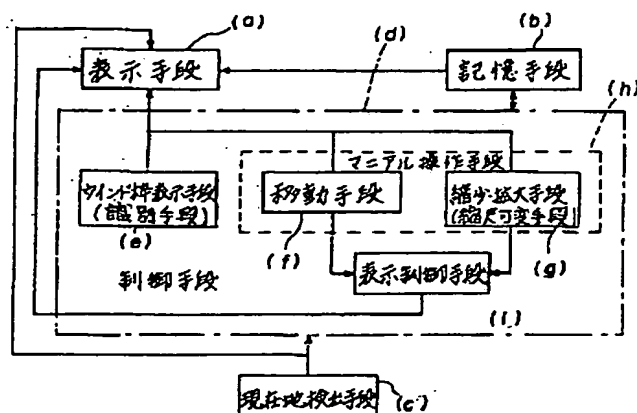 (a)
(d)
(b)
表示手段
記憶手段
(h)
マニアル操作手段
ウインド枠表示手段
(識別手段)
移動手段
縮少拡大手段
(縮尺可変手段)
(e)
(f)
(g)
制御手段
表示制御手段
(i)
現在地検出手段
(c)